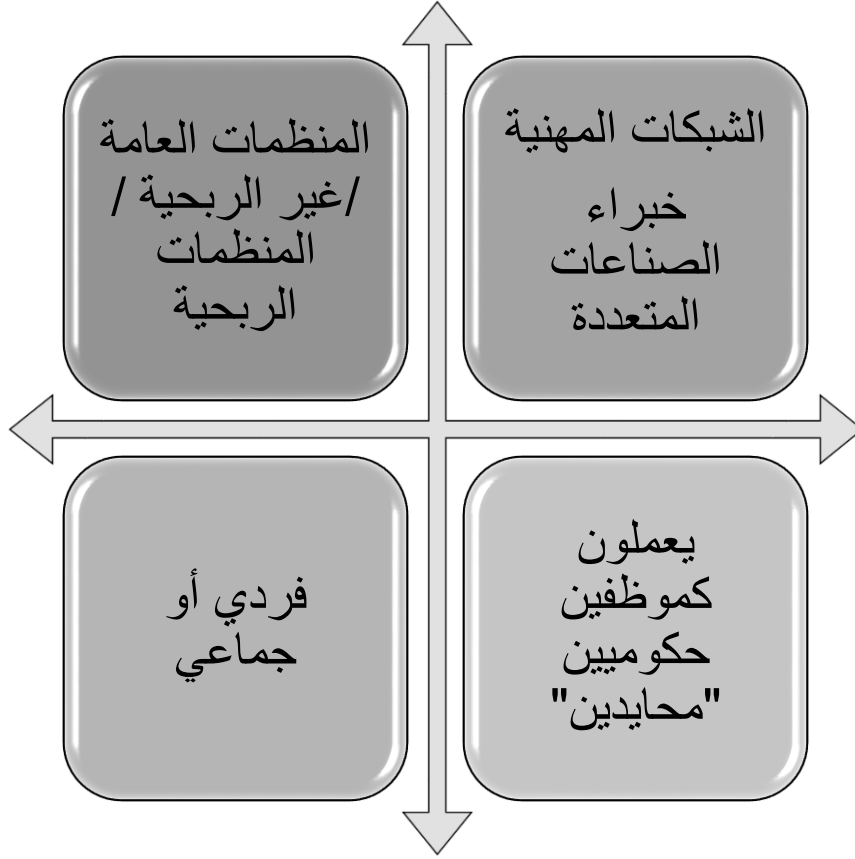 الشبكات المهنية
خبراء
الصناعات
المتعددة
المنظمات العامة
/غير الربحية /
المنظمات
الربحية
يعملون
كموظفين
حكوميين
"محايدين"
فردي أو
جماعي